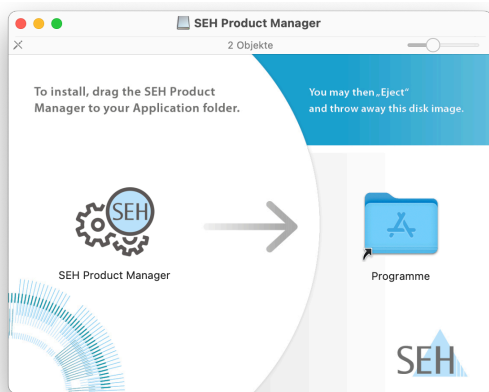 SEH Product Manager
2 Objekte
To install, drag the SEH Product
Manager to your Application folder.
You may then „Eject“
and throw away this disk image.
SEH
SEH Product Manager
Programme
SEH